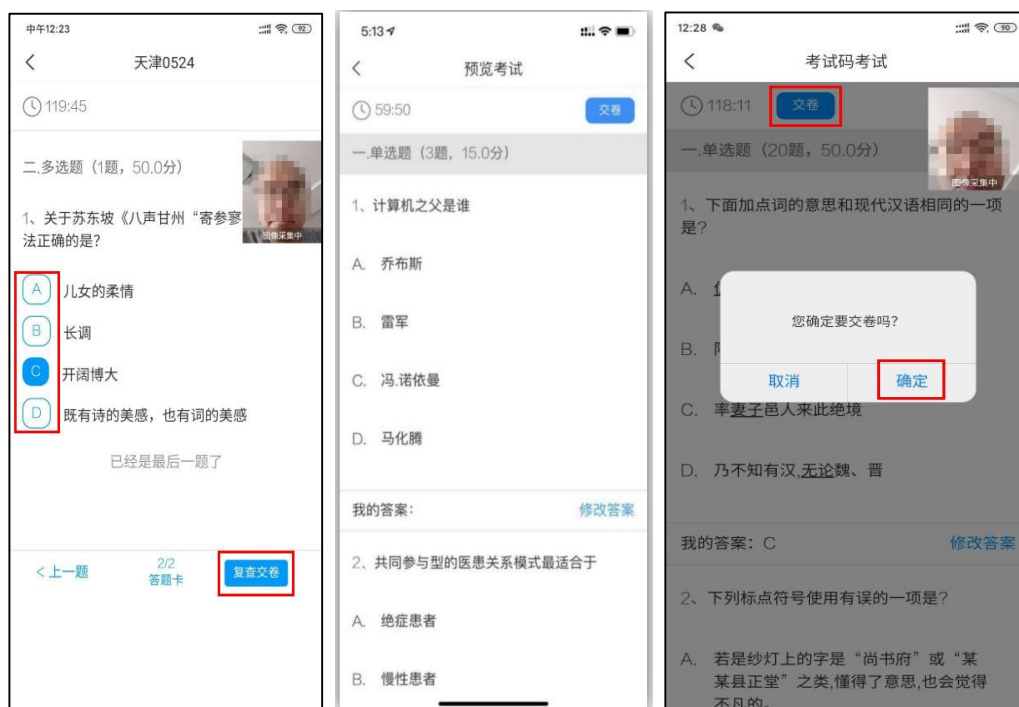 中午12:23
92
天津0524
119:45
二.多选题（1题，50.0分）
图像采集中
1、关于苏东坡《八声甘州“寄参寥
法正确的是？
A 儿女的柔情
B 长调
C 开阔博大
D 既有诗的美感，也有词的美感
已经是最后一题了
<上一题
2/2
答题卡
复查交卷
5:13
预览考试
59:50
交卷
一.单选题（3题，15.0分）
1、计算机之父是谁
A. 乔布斯
B. 雷军
C. 冯.诺依曼
D. 马化腾
我的答案：
修改答案
2、共同参与型的医患关系模式最适合于
A. 绝症患者
B. 慢性患者
12:28
90
考试码考试
118:11
交卷
一.单选题（20题，50.0分）
图像采集中
1、下面加点词的意思和现代汉语相同的一项
是？
A.
您确定要交卷吗？
B.
取消
确定
C. 率妻子邑人来此绝境
D. 乃不知有汉,无论魏、晋
我的答案：C
修改答案
2、下列标点符号使用有误的一项是？
A. 若是纱灯上的字是“尚书府”或“某
某县正堂”之类,懂得了意思,也会觉得
不凡的。